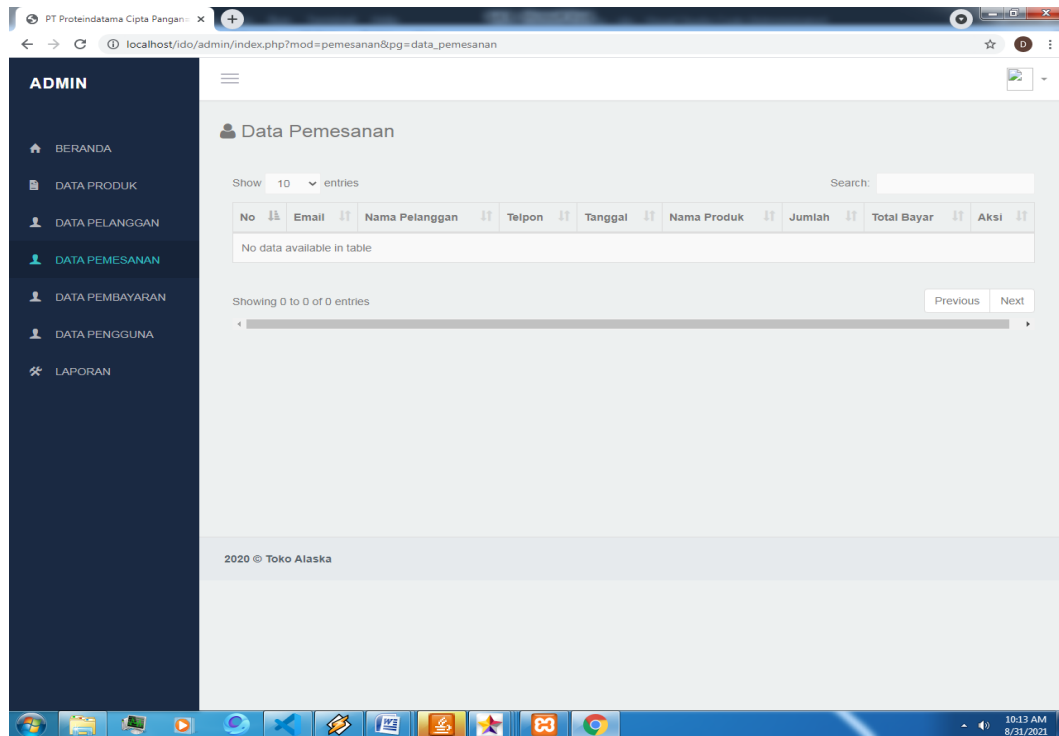 PT Proteindatama Cipta Pangan
localhost/ido/admin/index.php?mod=pemesanan&pg=data_pemesanan
D
ADMIN
BERANDA
DATA PRODUK
DATA PELANGGAN
DATA PEMESANAN
DATA PEMBAYARAN
DATA PENGGUNA
LAPORAN
Data Pemesanan
Show 10 entries
Search:
No Email Nama Pelanggan Telpon Tanggal Nama Produk Jumlah Total Bayar Aksi
No data available in table
Showing 0 to 0 of 0 entries
Previous Next
2020 © Toko Alaska
10:13 AM
8/31/2021